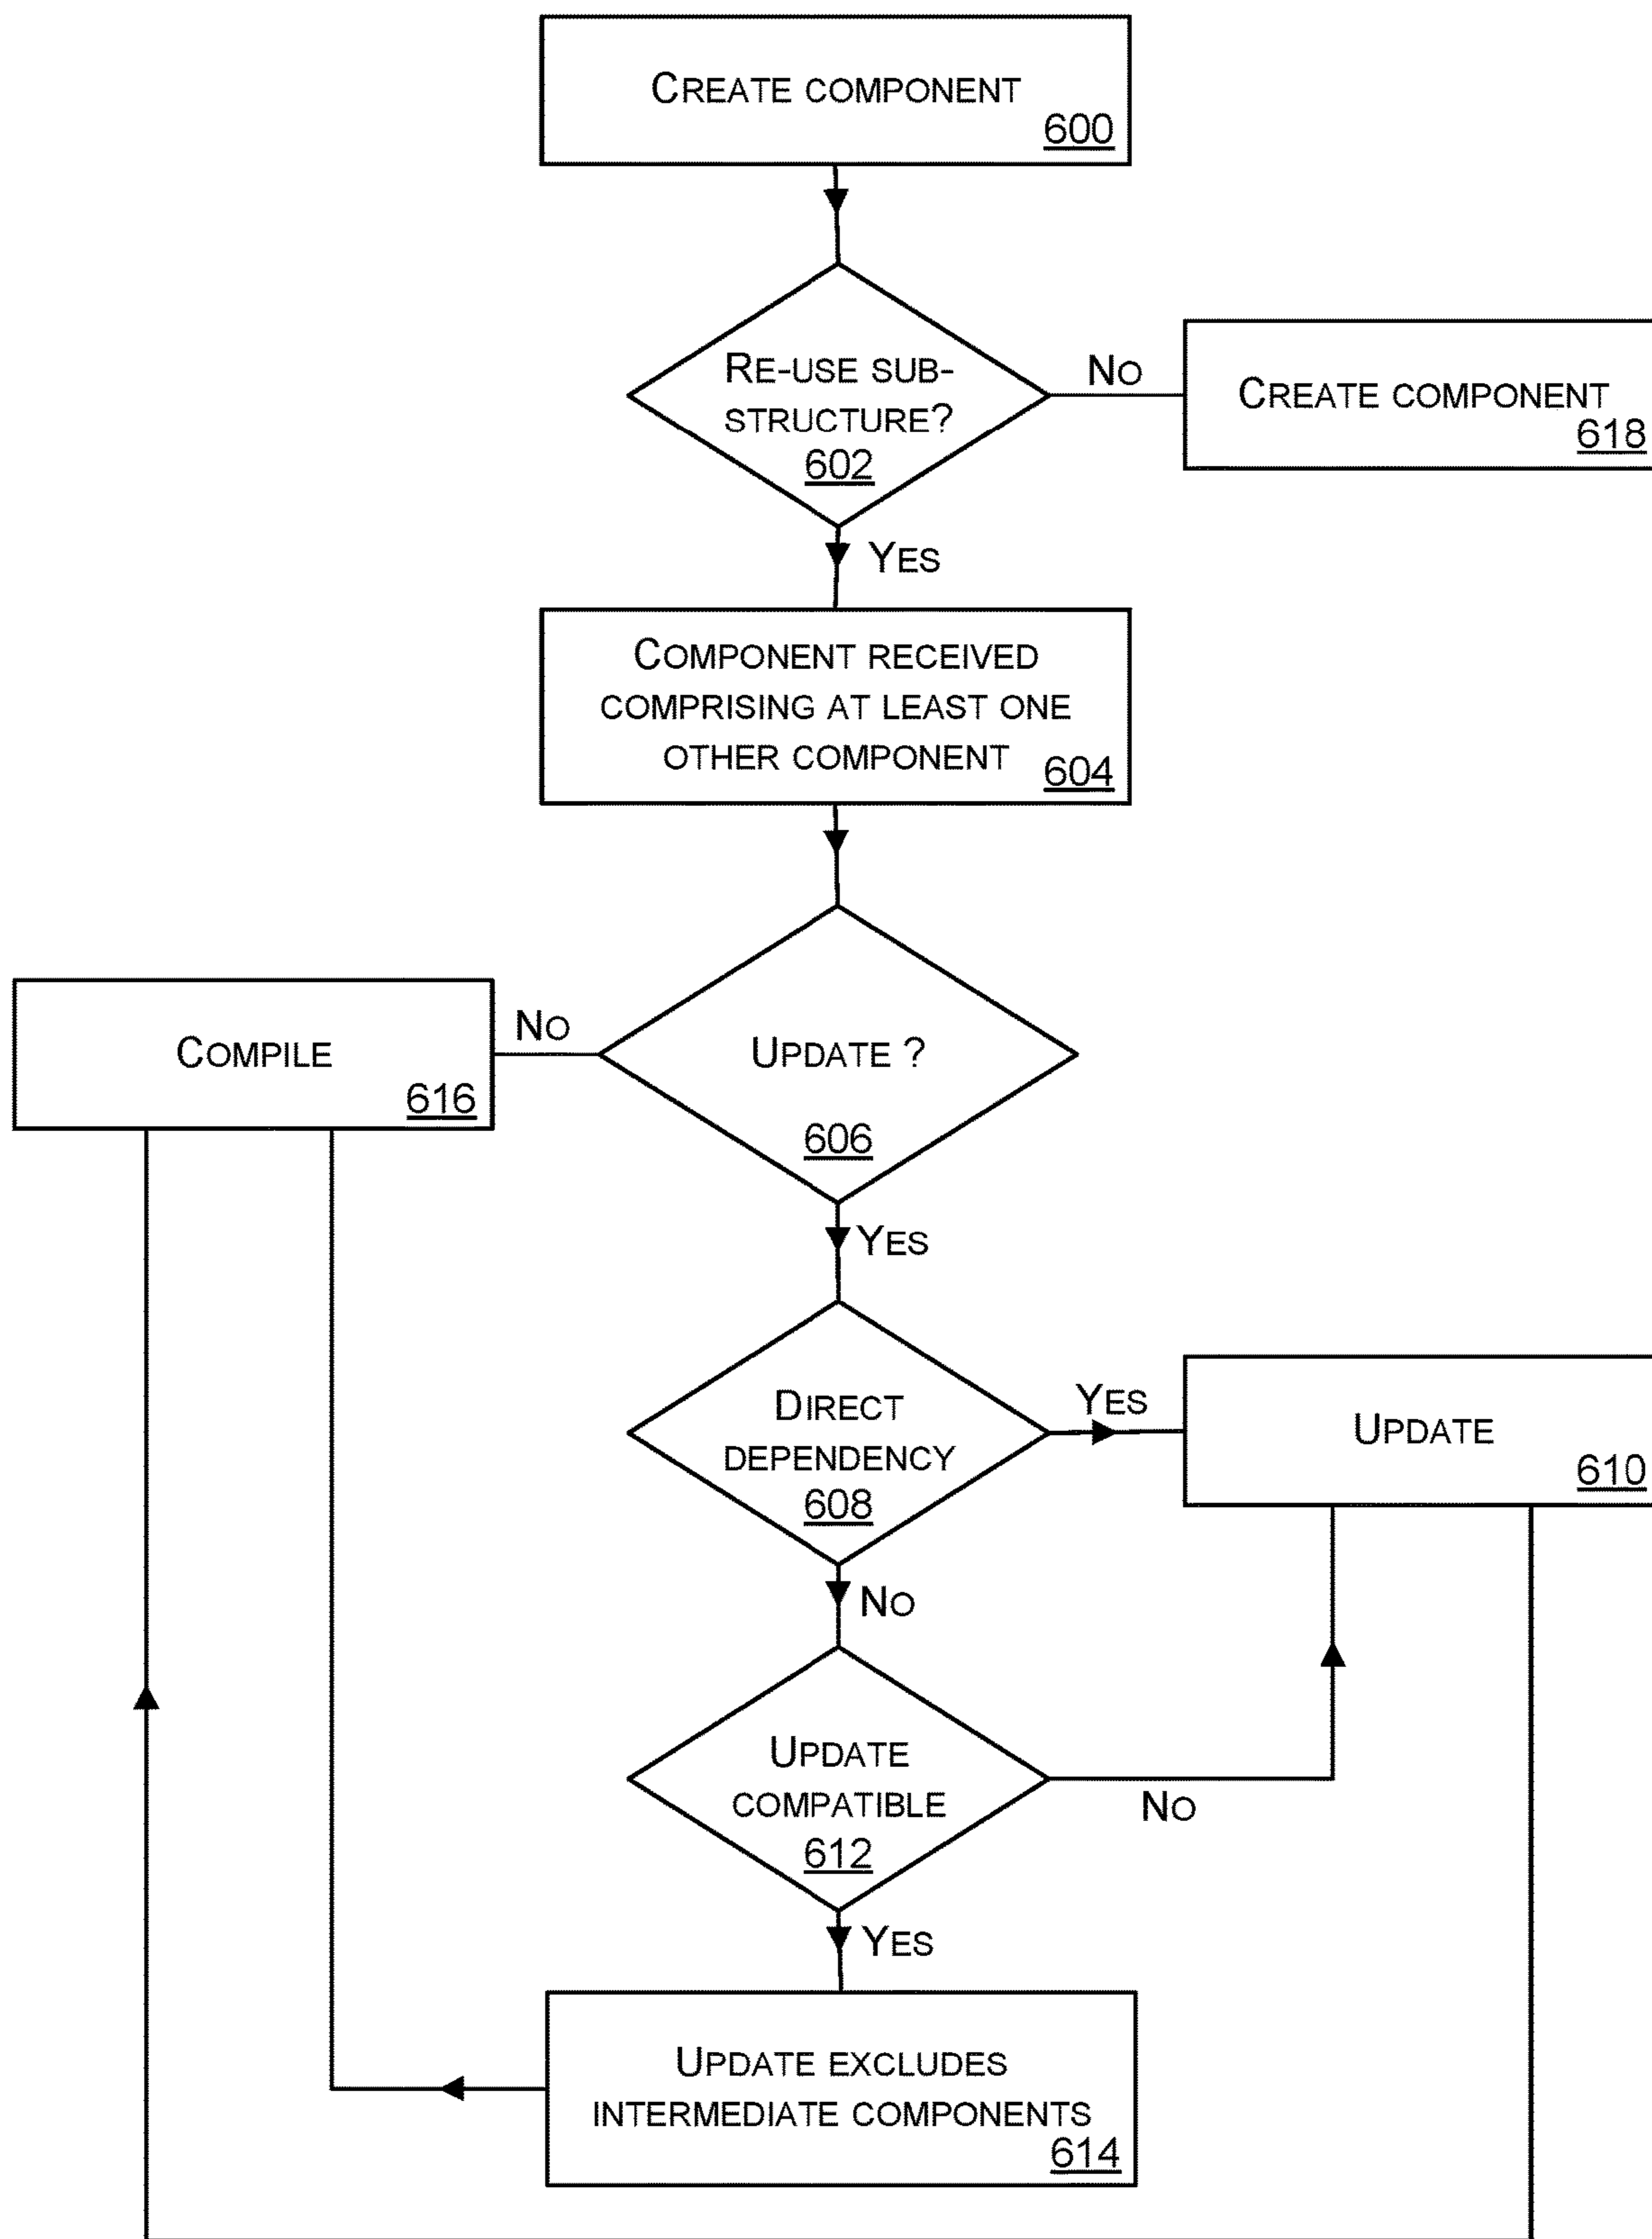 CREATE COMPONENT
600
RE-USE SUB-
STRUCTURE?
602
NO
CREATE COMPONENT
618
YES
COMPONENT RECEIVED
COMPRISING AT LEAST ONE
OTHER COMPONENT
604
UPDATE ?
606
NO
COMPILE
616
YES
DIRECT
DEPENDENCY
608
YES
UPDATE
610
NO
UPDATE
COMPATIBLE
612
NO
YES
UPDATE EXCLUDES
INTERMEDIATE COMPONENTS
614